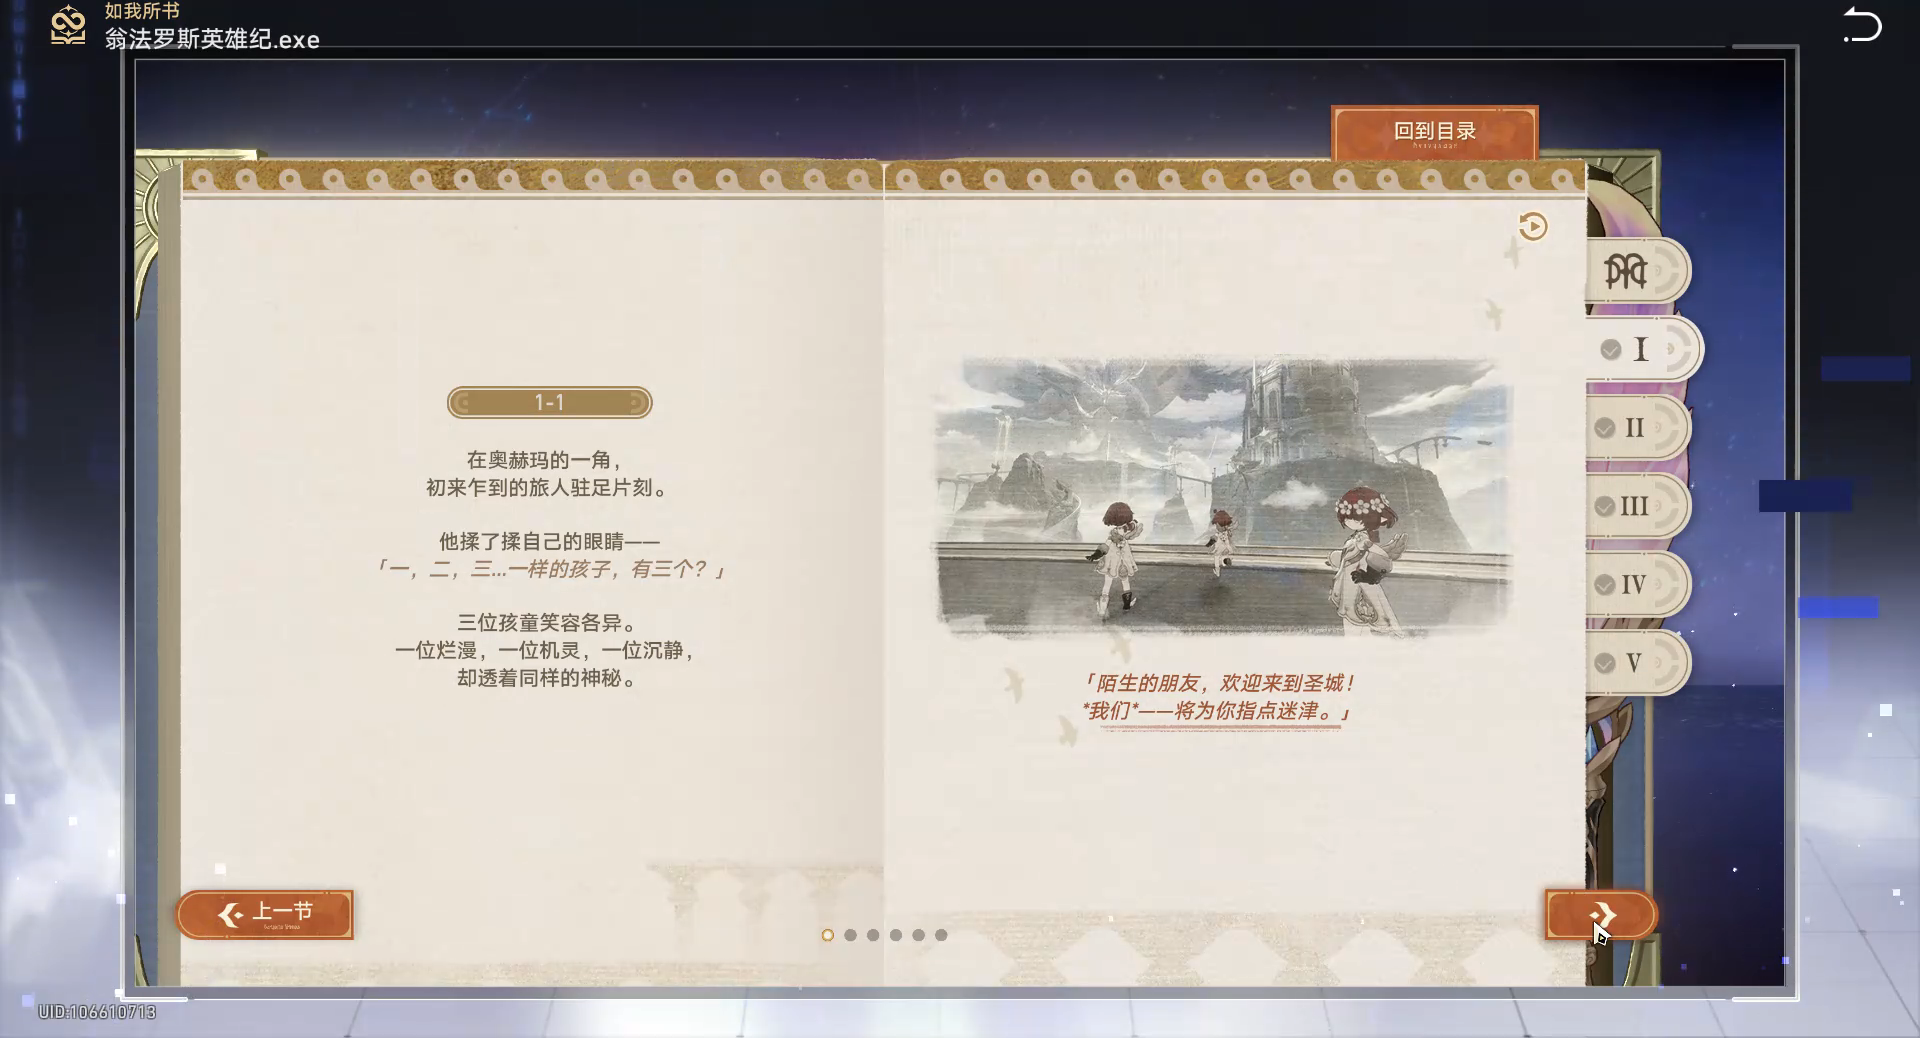 如我所书
翁法罗斯英雄纪.exe
回到目录
1-1
在奥赫玛的一角，
初来乍到的旅人驻足片刻。
他揉了揉自己的眼睛——
「一，二，三...一样的孩子，有三个？」
三位孩童笑容各异。
一位烂漫，一位机灵，一位沉静，
却透着同样的神秘。
「陌生的朋友，欢迎来到圣城！
*我们*——将为你指点迷津。」
I
II
III
IV
V
上一节
UID:106610713